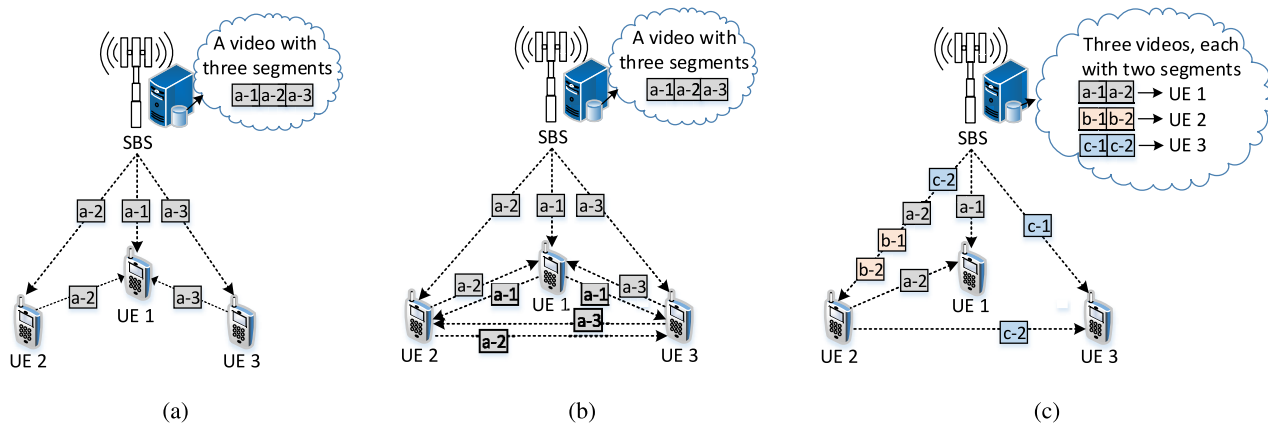 A video with
three segments
a-1 a-2 a-3
SBS
a-2 a-1 a-3
a-2 a-3
UE 1
UE 2
UE 3
(a)
A video with
three segments
a-1 a-2 a-3
SBS
a-2 a-1 a-3
a-2 a-3
a-1 a-1
UE 1
a-3
a-2
UE 2
UE 3
(b)
Three videos, each
with two segments
a-1 a-2 UE 1
b-1 b-2 UE 2
c-1 c-2 UE 3
SBS
c-2
a-2 a-1
c-1
b-1
b-2
a-2
UE 1
c-2
UE 2
UE 3
(c)